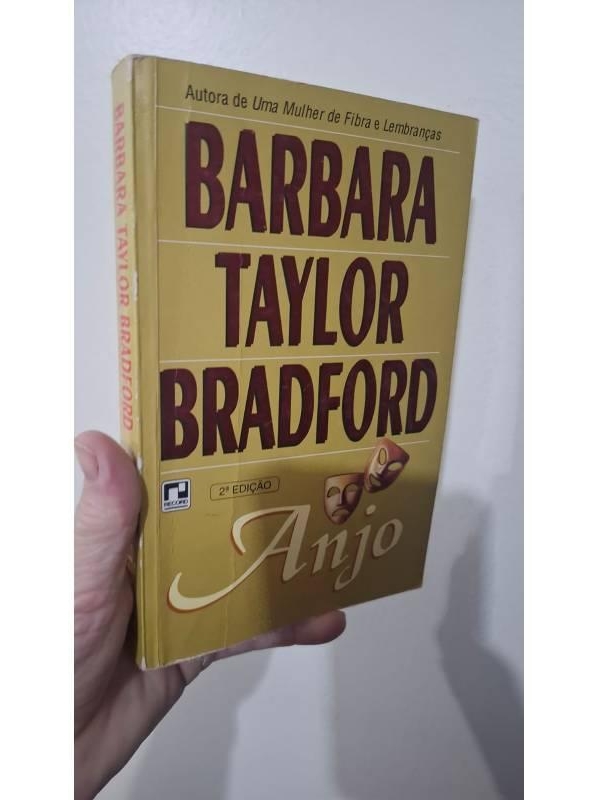 Autora de Uma Mulher de Fibra e Lembranças
BARBARA
TAYLOR
BRADFORD
RECORD
2ª EDIÇÃO
Anjo
BARBARA TAYLOR BRADFORD